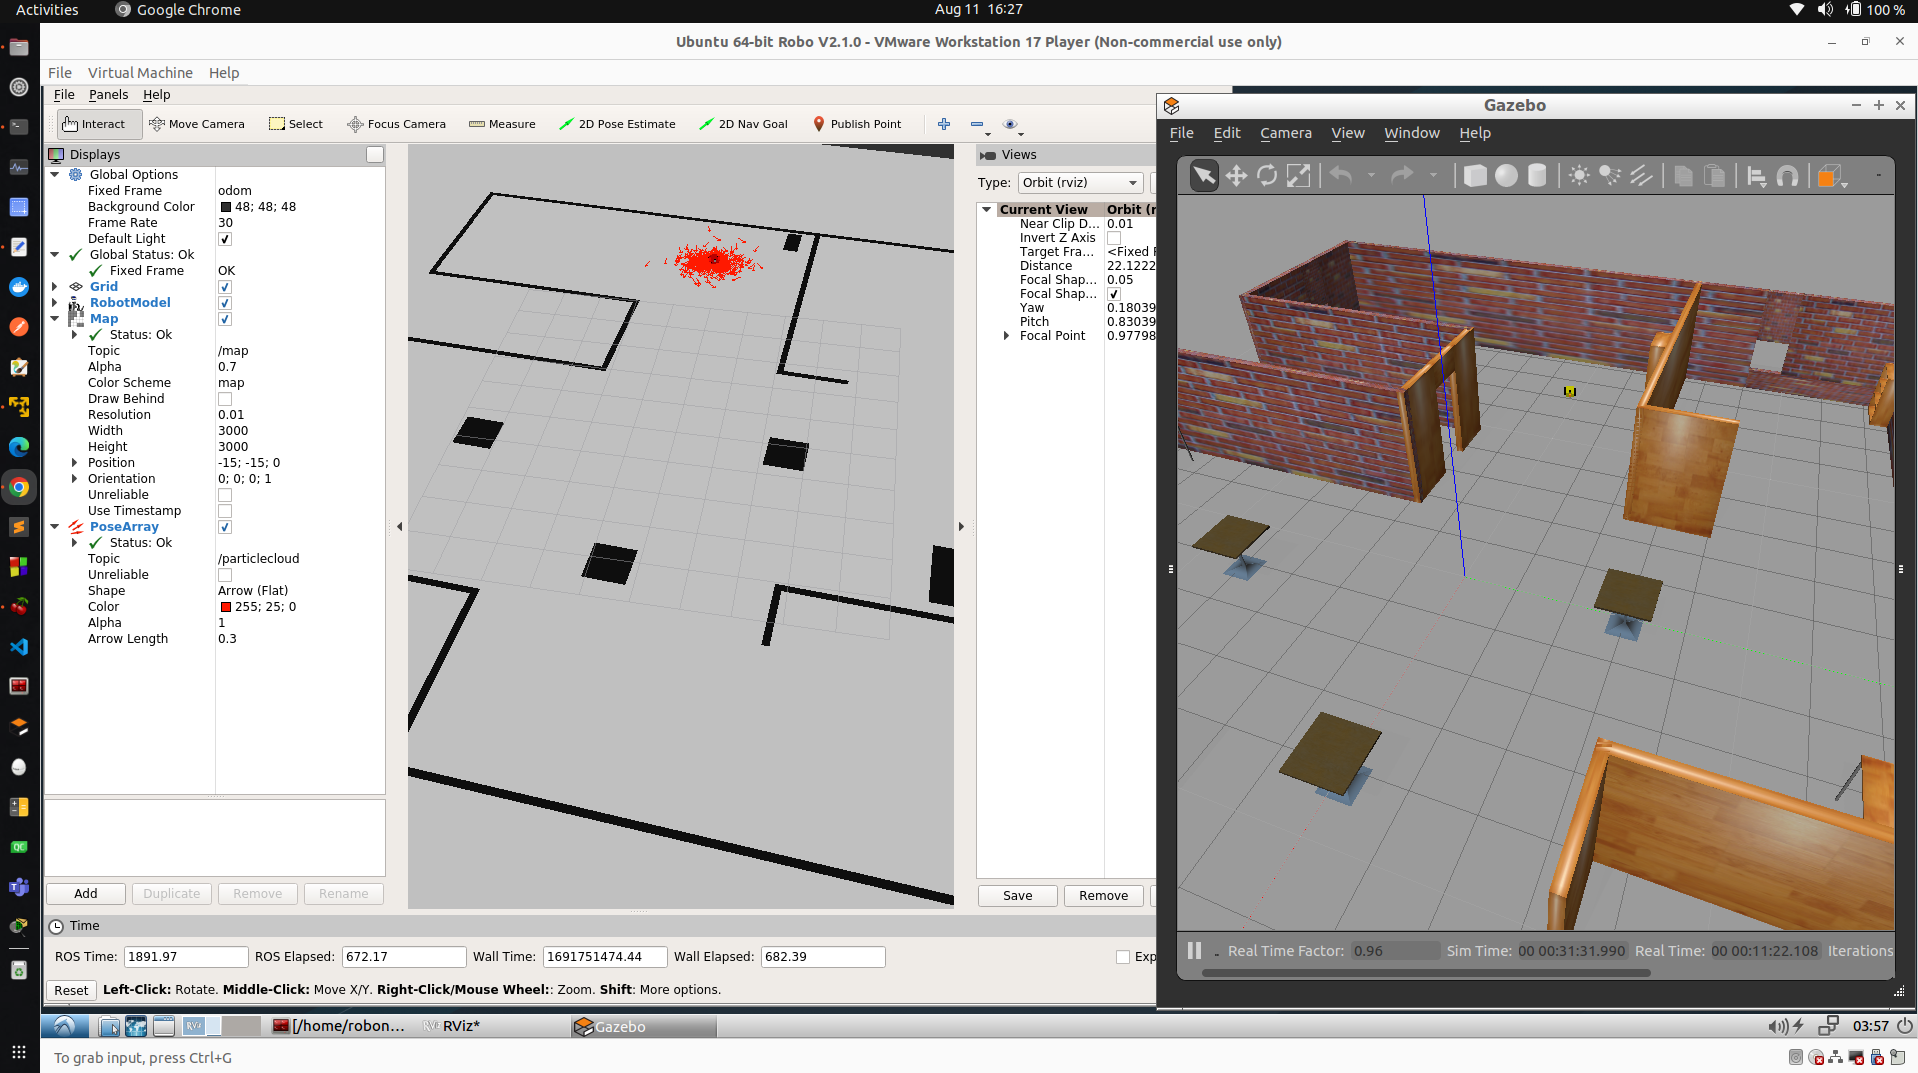 Activities
Google Chrome
Aug 11 16:27
100 %
Ubuntu 64-bit Robo V2.1.0 - VMware Workstation 17 Player (Non-commercial use only)
File Virtual Machine Help
File Panels Help
Interact Move Camera Select Focus Camera Measure 2D Pose Estimate 2D Nav Goal Publish Point
Displays
Global Options
Fixed Frame odom
Background Color 48; 48; 48
Frame Rate 30
Default Light
Global Status: Ok
Fixed Frame OK
Grid
RobotModel
Map
Status: Ok
Topic /map
Alpha 0.7
Color Scheme map
Draw Behind
Resolution 0.01
Width 3000
Height 3000
Position -15; -15; 0
Orientation 0; 0; 0; 1
Unreliable
Use Timestamp
PoseArray
Status: Ok
Topic /particlecloud
Unreliable
Shape Arrow (Flat)
Color 255; 25; 0
Alpha 1
Arrow Length 0.3
Add Duplicate Remove Rename
Views
Type: Orbit (rviz)
Current View Orbit (r
Near Clip D... 0.01
Invert Z Axis
Target Fra... <Fixed F
Distance 22.1222
Focal Shap... 0.05
Focal Shap...
Yaw 0.18039
Pitch 0.83039
Focal Point 0.97798
Save Remove
Gazebo
File Edit Camera View Window Help
Real Time Factor: 0.96 Sim Time: 00 00:31:31.990 Real Time: 00 00:11:22.108 Iterations
Time
ROS Time: 1891.97 ROS Elapsed: 672.17 Wall Time: 1691751474.44 Wall Elapsed: 682.39 Exp
Reset Left-Click: Rotate. Middle-Click: Move X/Y. Right-Click/Mouse Wheel:: Zoom. Shift: More options.
[/home/robon... RViz* Gazebo
03:57
To grab input, press Ctrl+G